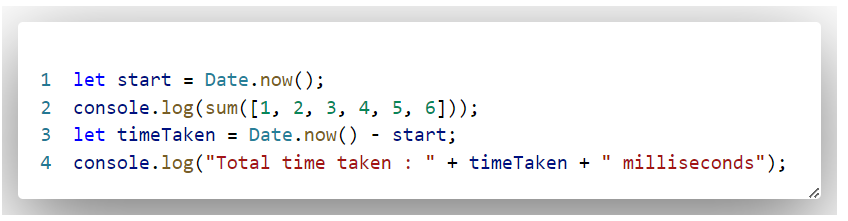 1 let start = Date.now();
2 console.log(sum([1, 2, 3, 4, 5, 6]));
3 let timeTaken = Date.now() - start;
4 console.log("Total time taken : " + timeTaken + " milliseconds");